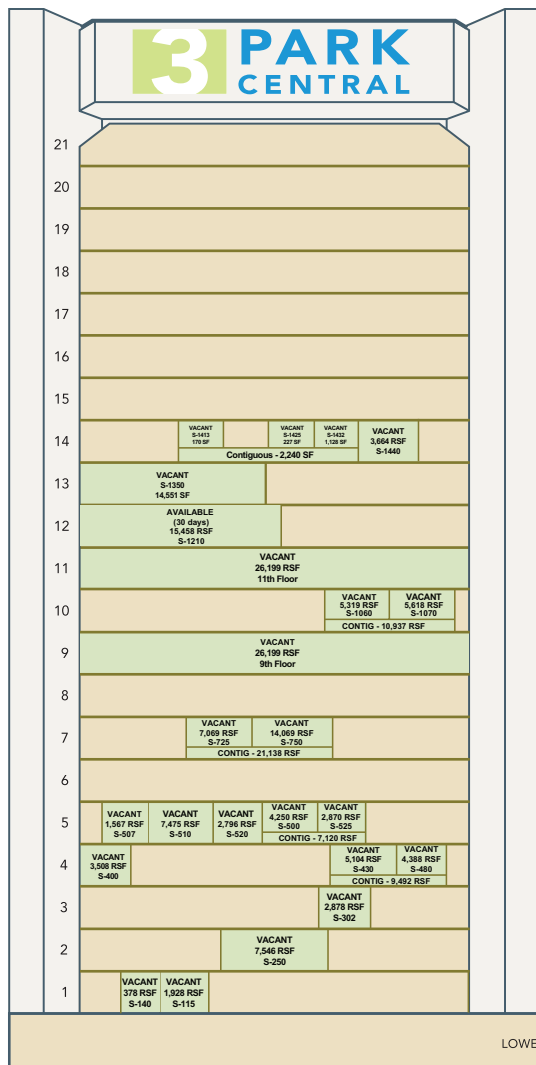 3 PARK
CENTRAL
21
20
19
18
17
16
15
14
VACANT
S-1413
170 SF
VACANT
S-1425
227 SF
VACANT
S-1432
1,128 SF
Contiguous - 2,240 SF
VACANT
3,664 RSF
S-1440
13
VACANT
S-1350
14,551 SF
12
AVAILABLE
(30 days)
15,458 RSF
S-1210
11
VACANT
26,199 RSF
11th Floor
10
VACANT
5,319 RSF
S-1060
VACANT
5,618 RSF
S-1070
CONTIG - 10,937 RSF
9
VACANT
26,199 RSF
9th Floor
8
7
VACANT
7,069 RSF
S-725
VACANT
14,069 RSF
S-750
CONTIG - 21,138 RSF
6
5
VACANT
1,567 RSF
S-507
VACANT
7,475 RSF
S-510
VACANT
2,796 RSF
S-520
VACANT
4,250 RSF
S-500
VACANT
2,870 RSF
S-525
CONTIG - 7,120 RSF
4
VACANT
3,508 RSF
S-400
VACANT
5,104 RSF
S-430
VACANT
4,388 RSF
S-480
CONTIG - 9,492 RSF
3
VACANT
2,878 RSF
S-302
2
VACANT
7,546 RSF
S-250
1
VACANT
378 RSF
S-140
VACANT
1,928 RSF
S-115
LOWE